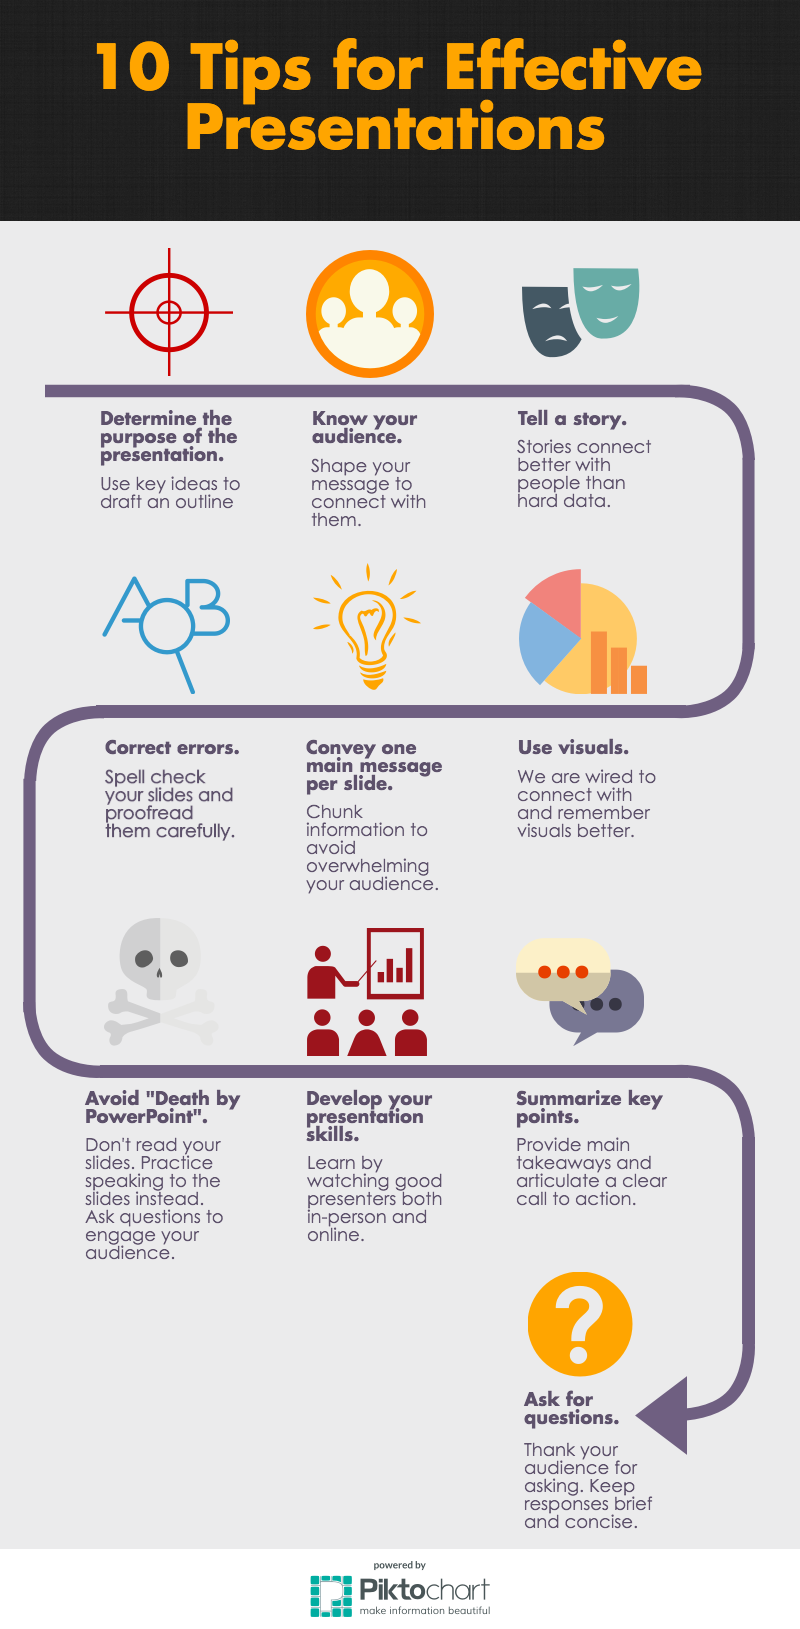 10 Tips for Effective
Presentations
Determine the
purpose of the
presentation.
Use key ideas to
draft an outline
Know your
audience.
Shape your
message to
connect with
them.
Tell a story.
Stories connect
better with
people than
hard data.
A B
Correct errors.
Spell check
your slides and
proofread
them carefully.
Convey one
main message
per slide.
Chunk
information to
avoid
overwhelming
your audience.
Use visuals.
We are wired to
connect with
and remember
visuals better.
Avoid "Death by
PowerPoint".
Don't read your
slides. Practice
speaking to the
slides instead.
Ask questions to
engage your
audience.
Develop your
presentation
skills.
Learn by
watching good
presenters both
in-person and
online.
Summarize key
points.
Provide main
takeaways and
articulate a clear
call to action.
?
Ask for
questions.
Thank your
audience for
asking. Keep
responses brief
and concise.
powered by
Piktochart
make information beautiful